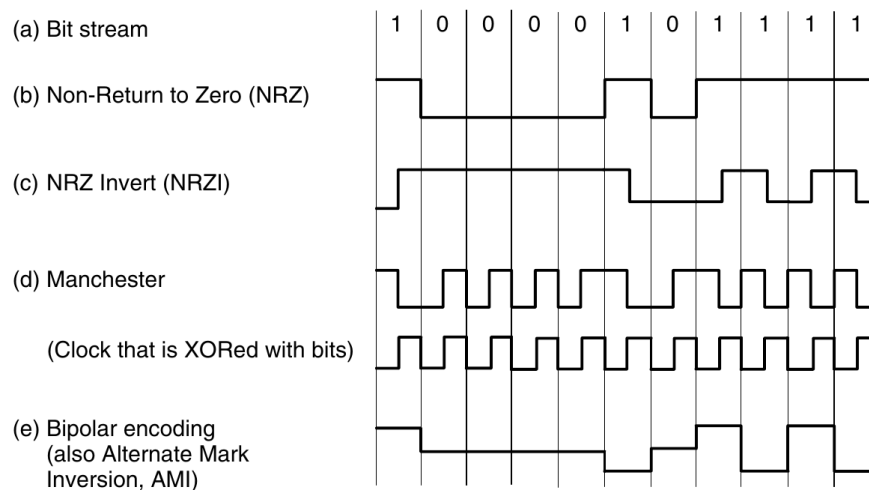 (a) Bit stream 1 0 0 0 0 1 0 1 1 1 1
(b) Non-Return to Zero (NRZ)
(c) NRZ Invert (NRZI)
(d) Manchester
(Clock that is XORed with bits)
(e) Bipolar encoding
(also Alternate Mark
Inversion, AMI)